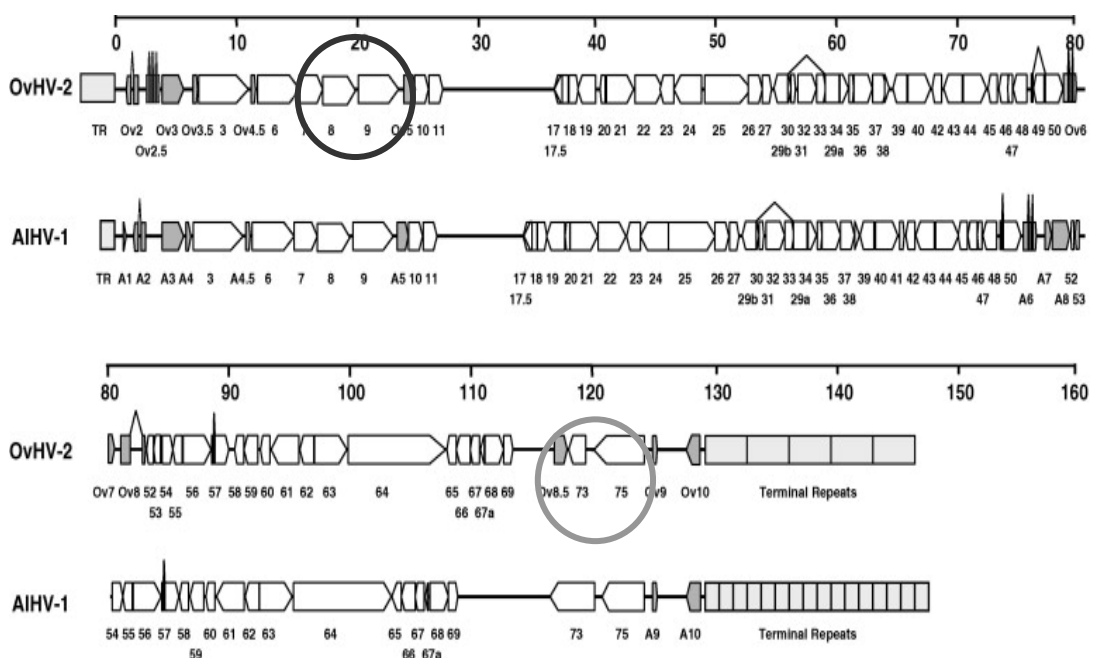 0 10 20 30 40 50 60 70 80
OvHV-2
TR Ov2 Ov3 Ov3.5 3 Ov4.5 6 8 9 10 11 17 18 19 20 21 22 23 24 25 26 27 30 32 33 34 35 37 39 40 42 43 44 45 46 48 49 50 Ov6
Ov2.5 17.5 29b 31 29a 36 38 47
AlHV-1
TR A1 A2 A3 A4 3 A4.5 6 7 8 9 A5 10 11 17 18 19 20 21 22 23 24 25 26 27 30 32 33 34 35 37 39 40 41 42 43 44 45 46 48 50 A7 52
17.5 29b 31 29a 36 38 47 A6 A8 53
80 90 100 110 120 130 140 150 160
OvHV-2
Ov7 Ov8 52 54 56 57 58 59 60 61 62 63 64 65 67 68 69 Ov8.5 73 75 Ov9 Ov10 Terminal Repeats
53 55 66 67a
AlHV-1
54 55 56 57 58 60 61 62 63 64 65 67 68 69 73 75 A9 A10 Terminal Repeats
59 66 67a